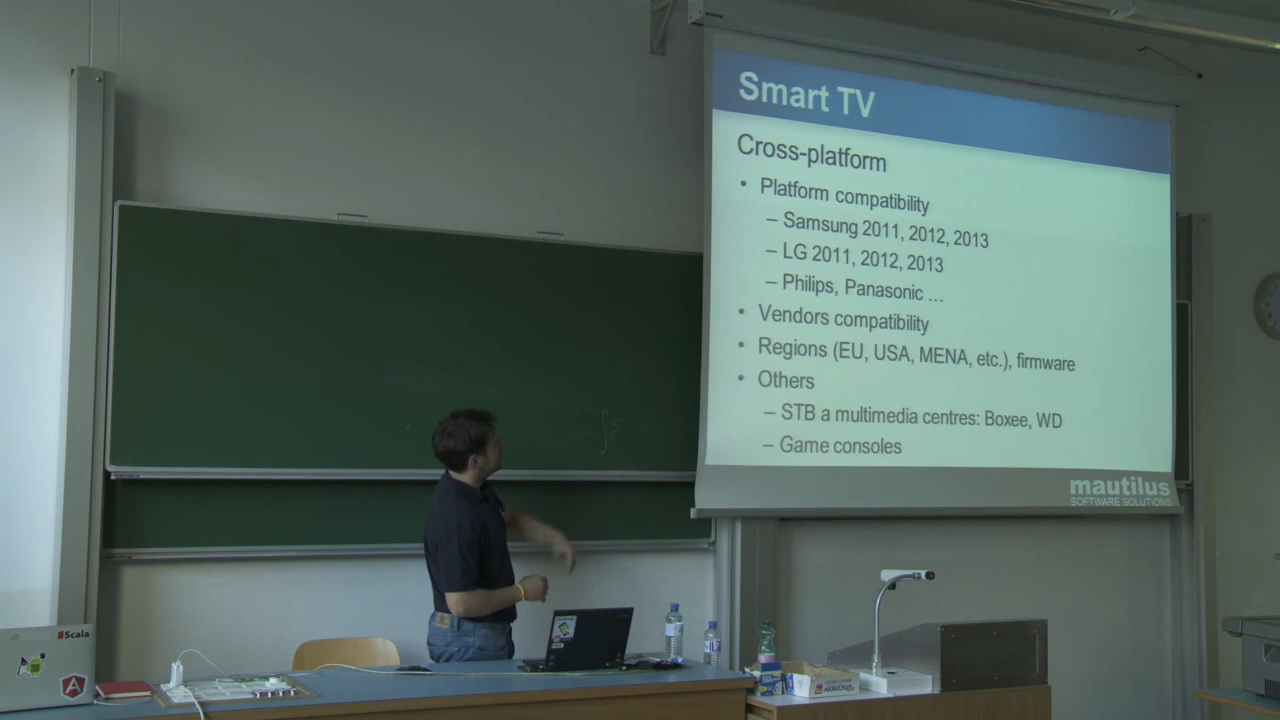 Smart TV
Cross-platform
• Platform compatibility
– Samsung 2011, 2012, 2013
– LG 2011, 2012, 2013
– Philips, Panasonic ...
• Vendors compatibility
• Regions (EU, USA, MENA, etc.), firmware
• Others
– STB a multimedia centres: Boxee, WD
– Game consoles
mautilus
SOFTWARE SOLUTIONS
Scala